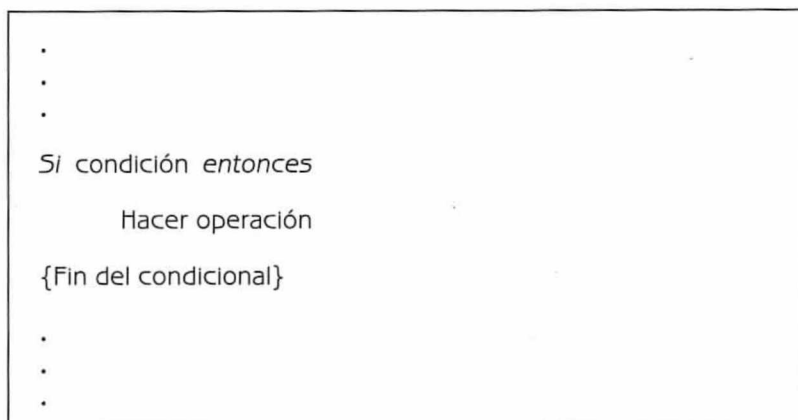 .
.
.
Si condición entonces
Hacer operación
{Fin del condicional}
.
.
.